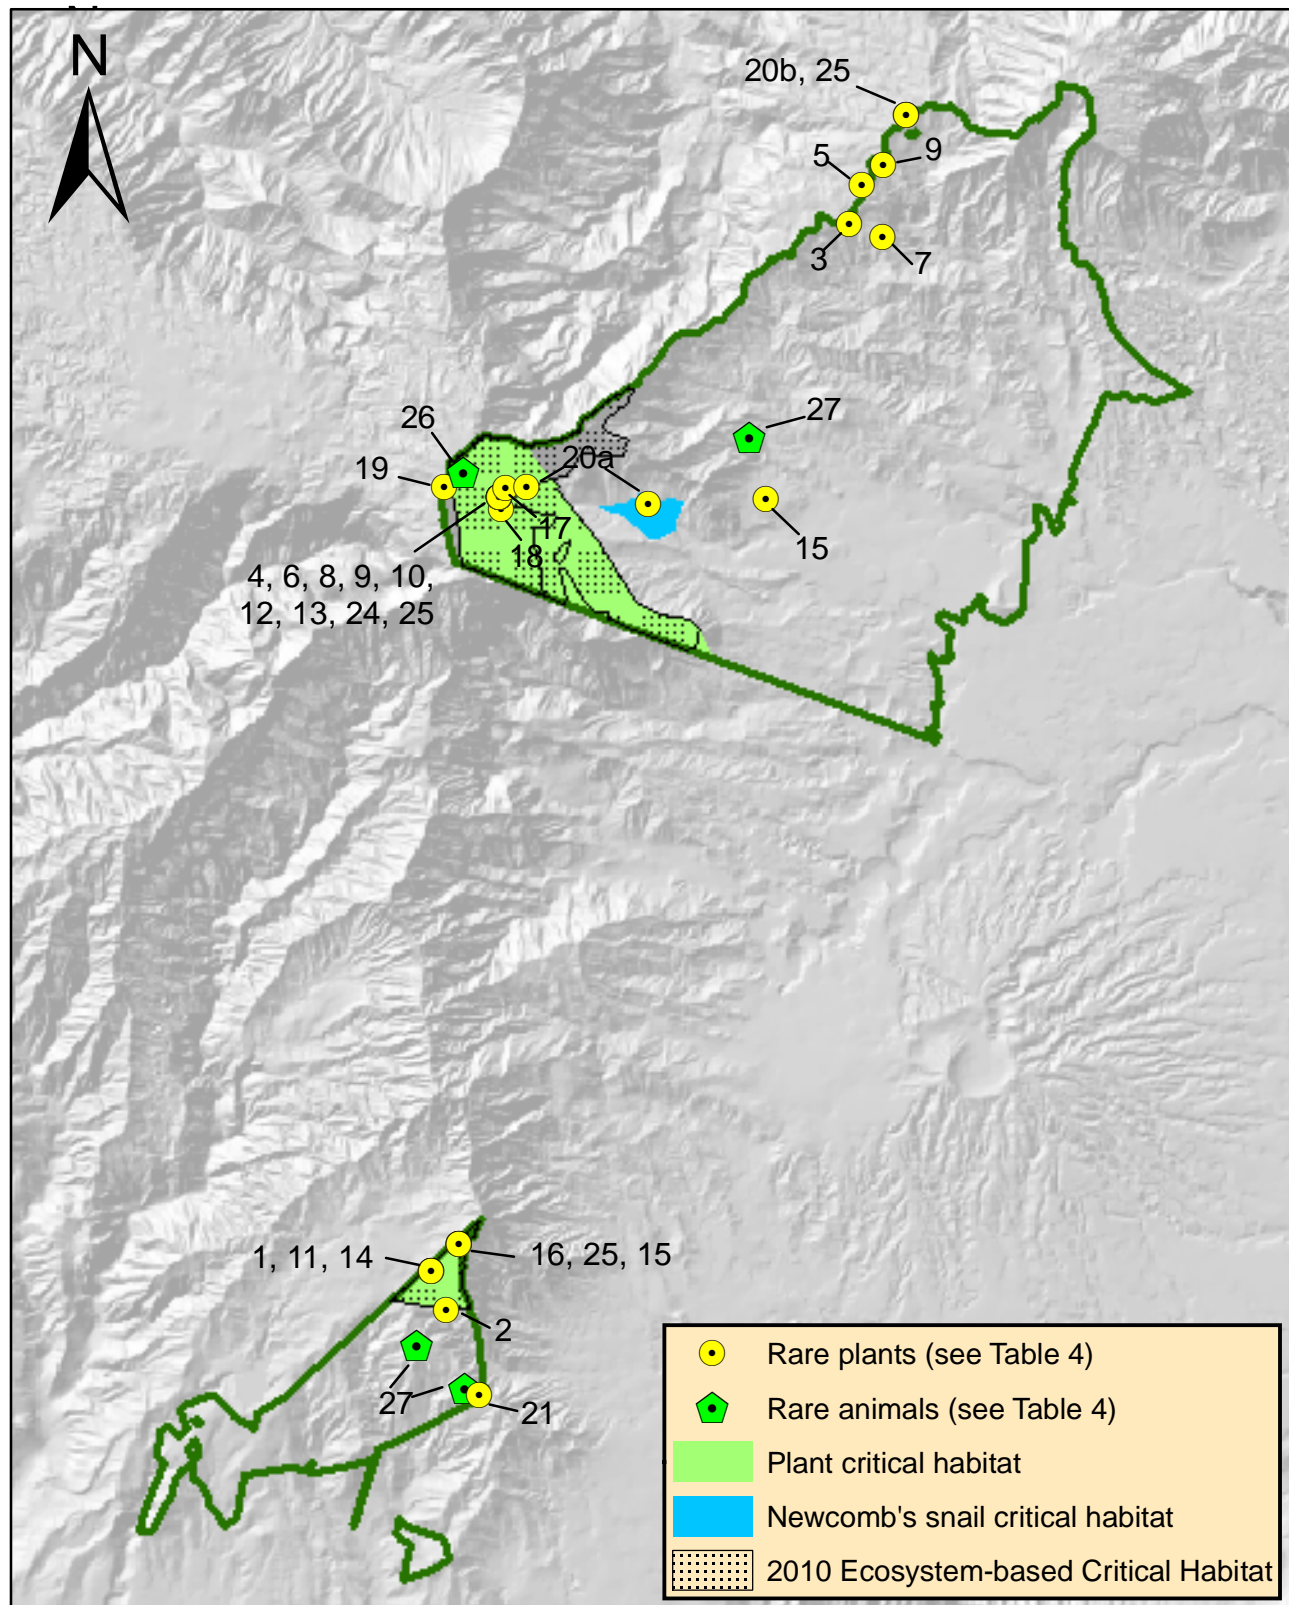 N
20b, 25
9
5
3
7
27
26
20a
19
17
15
18
4, 6, 8, 9, 10,
12, 13, 24, 25
1, 11, 14
16, 25, 15
2
27
21
Rare plants (see Table 4)
Rare animals (see Table 4)
Plant critical habitat
Newcomb's snail critical habitat
2010 Ecosystem-based Critical Habitat